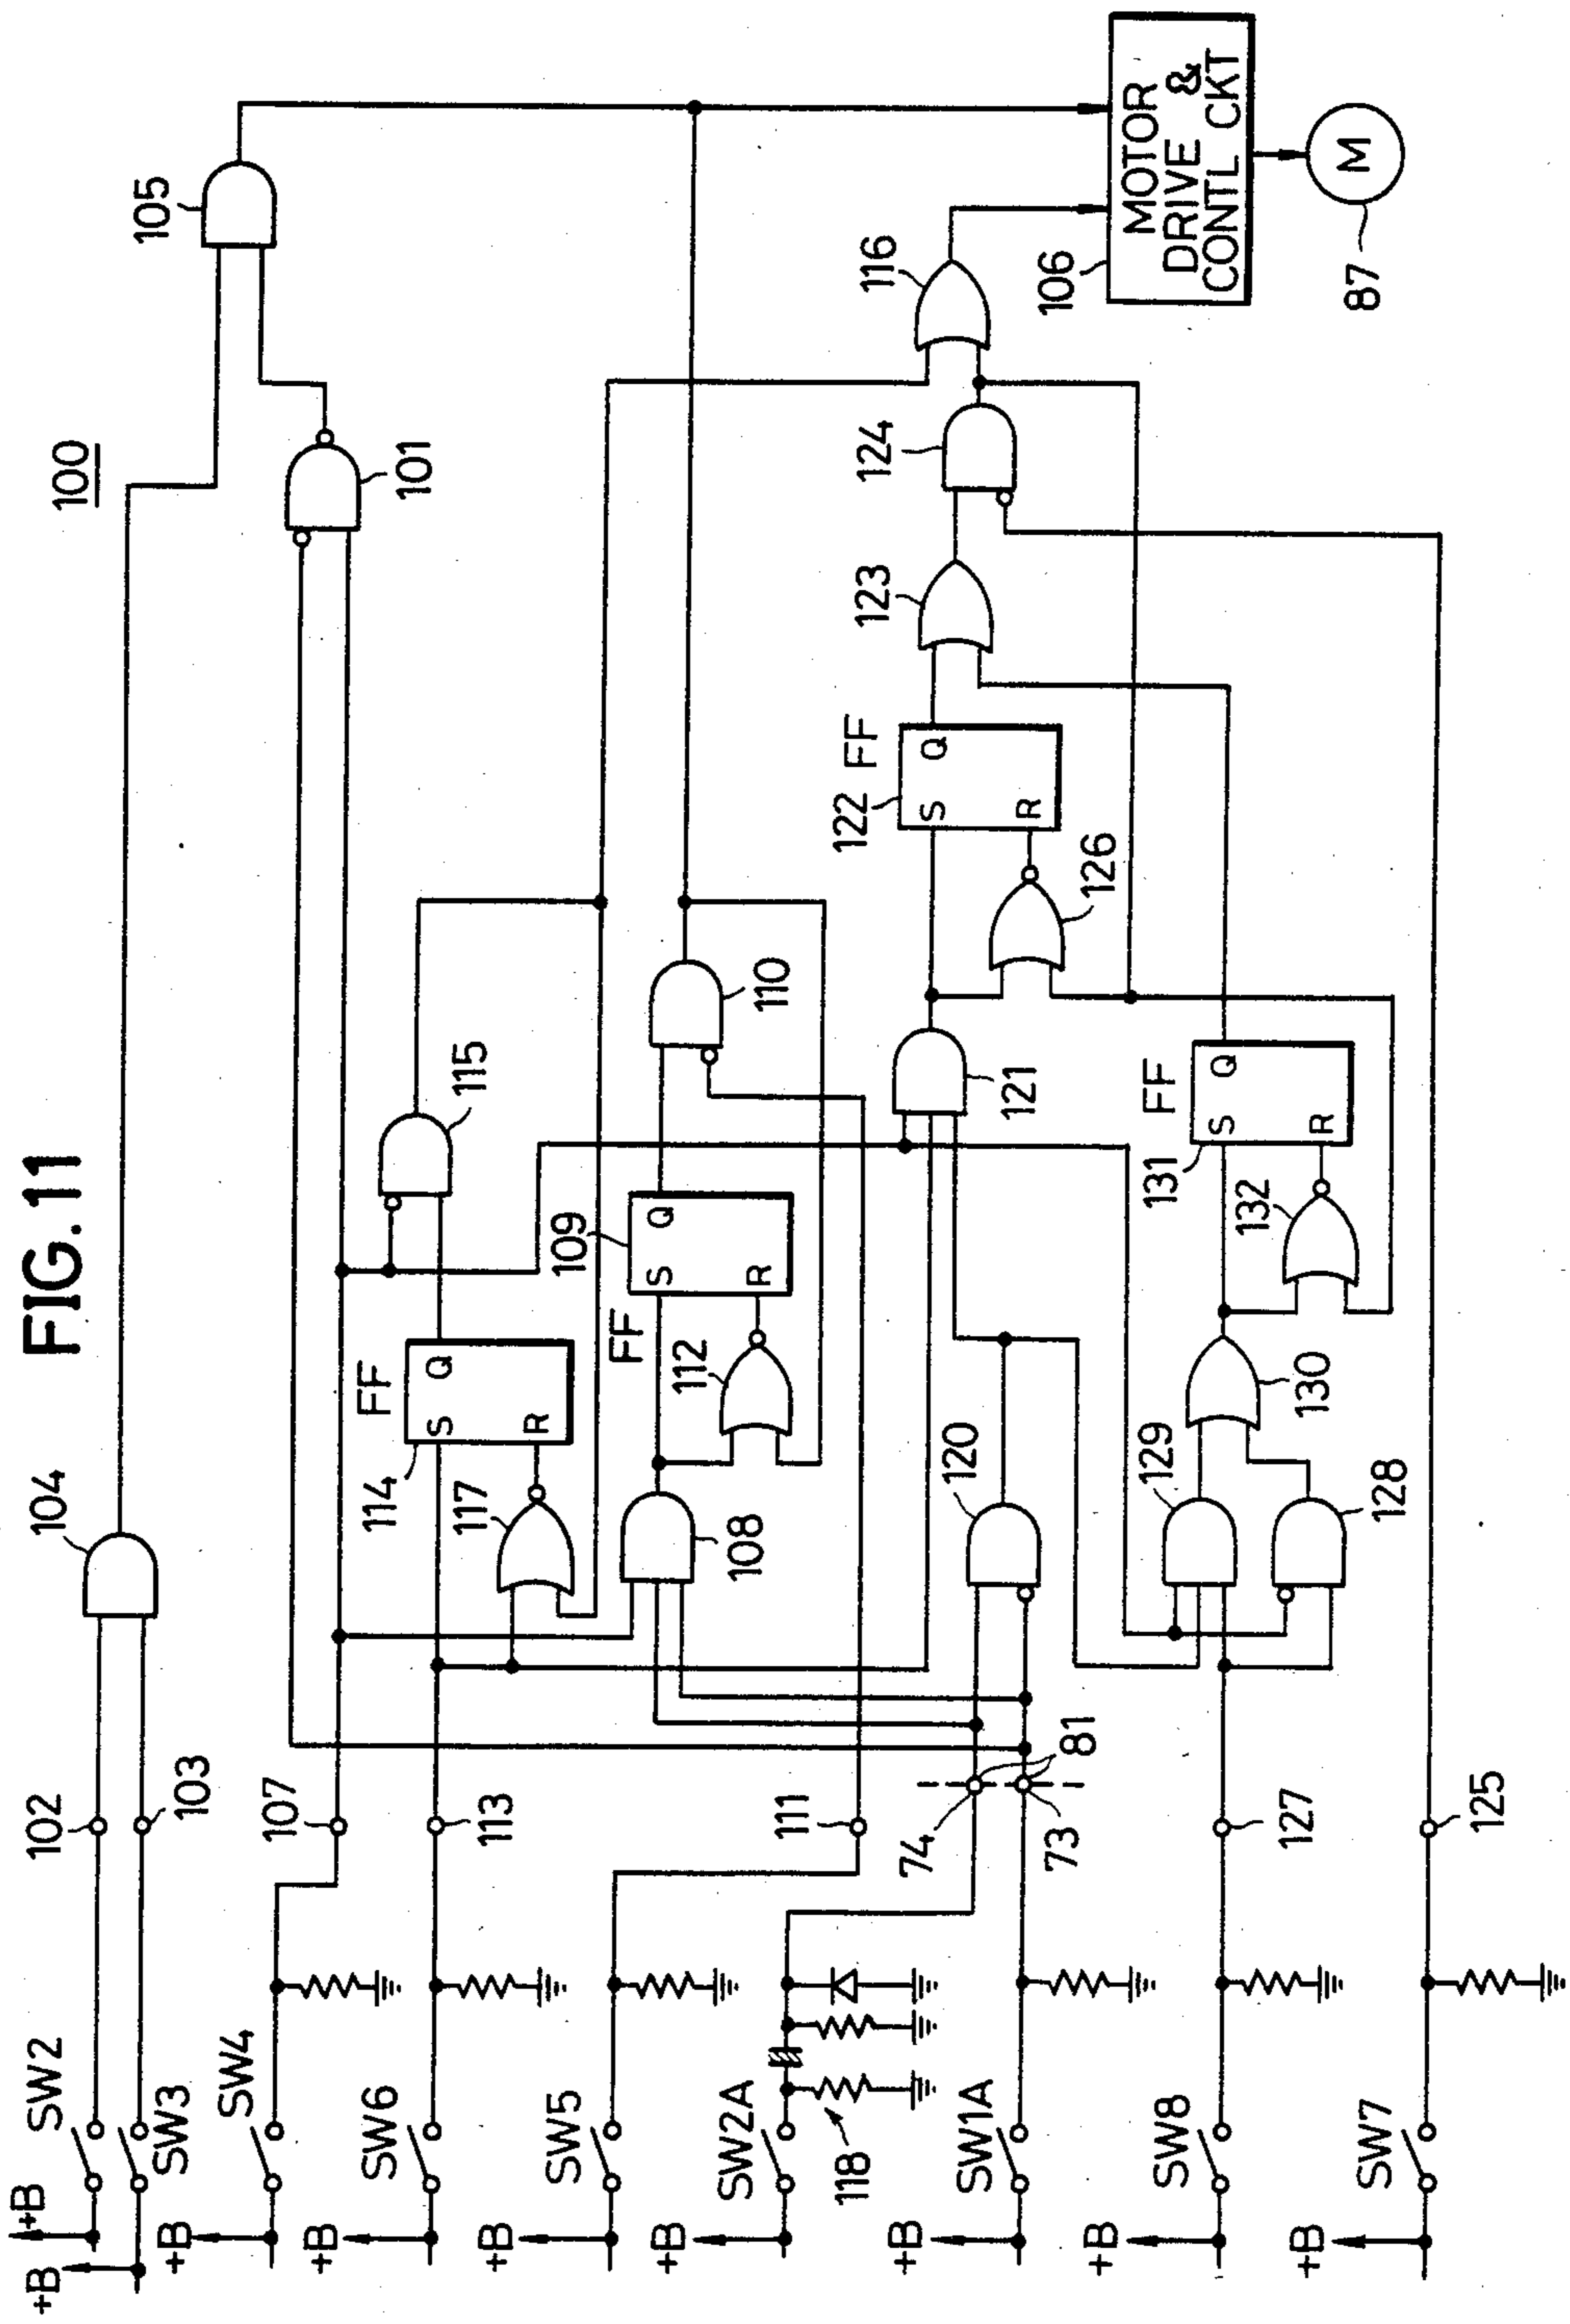 FIG. 11
100
SW2
+B
102
104
105
SW3
+B
103
SW4
+B
107
101
SW6
+B
113
114
FF
S
Q
R
117
115
SW5
+B
111
108
112
109
FF
S
Q
R
110
SW2A
+B
118
74
81
120
121
122
FF
S
Q
R
126
123
124
116
SW1A
+B
73
SW8
+B
127
129
128
130
131
FF
S
Q
R
132
SW7
+B
125
106
MOTOR
DRIVE &
CONTL CKT
M
87